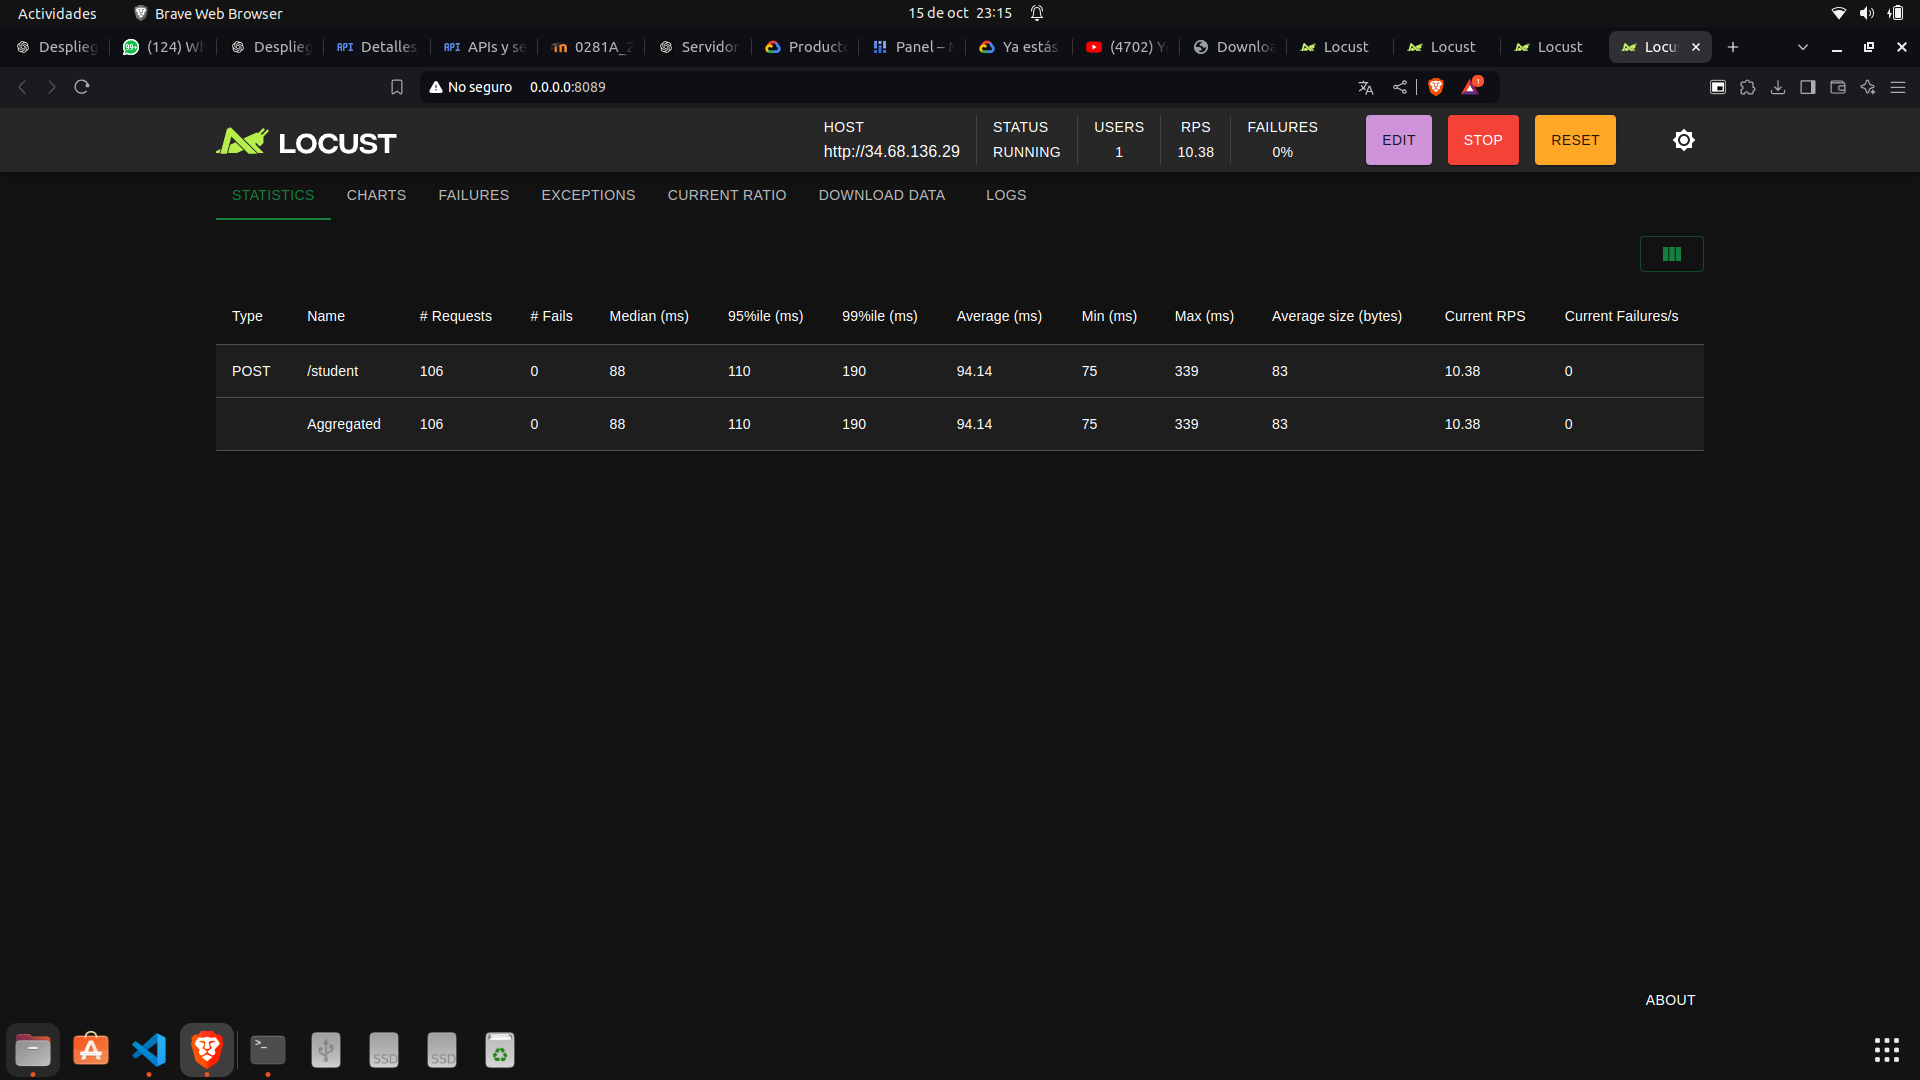 Actividades Brave Web Browser 15 de oct 23:15
Desplieg (124) Wh Desplieg Detalles APIs y se 0281A_2 Servidor Producto Panel – Ya estás (4702) Y Downloa Locust Locust Locust Locu
No seguro 0.0.0.0:8089 1
LOCUST
HOST STATUS USERS RPS FAILURES
http://34.68.136.29 RUNNING 1 10.38 0%
EDIT STOP RESET
STATISTICS CHARTS FAILURES EXCEPTIONS CURRENT RATIO DOWNLOAD DATA LOGS
Type Name # Requests # Fails Median (ms) 95%ile (ms) 99%ile (ms) Average (ms) Min (ms) Max (ms) Average size (bytes) Current RPS Current Failures/s
POST /student 106 0 88 110 190 94.14 75 339 83 10.38 0
Aggregated 106 0 88 110 190 94.14 75 339 83 10.38 0
ABOUT
>_ SSD SSD